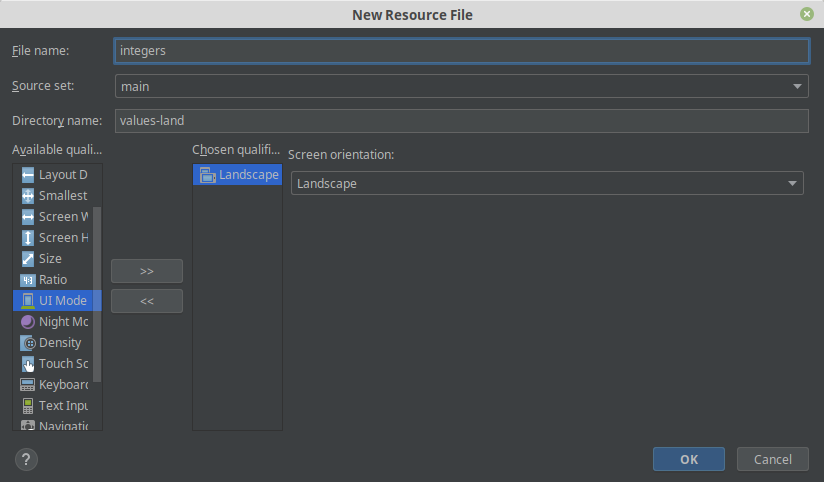 New Resource File
File name:
integers
Source set:
main
Directory name:
values-land
Available quali...
Layout D
Smallest
Screen W
Screen H
Size
Ratio
UI Mode
Night Mo
Density
Touch Sc
Keyboard
Text Inpu
Navigatio
>>
<<
Chosen qualifi...
Landscape
Screen orientation:
Landscape
?
OK
Cancel